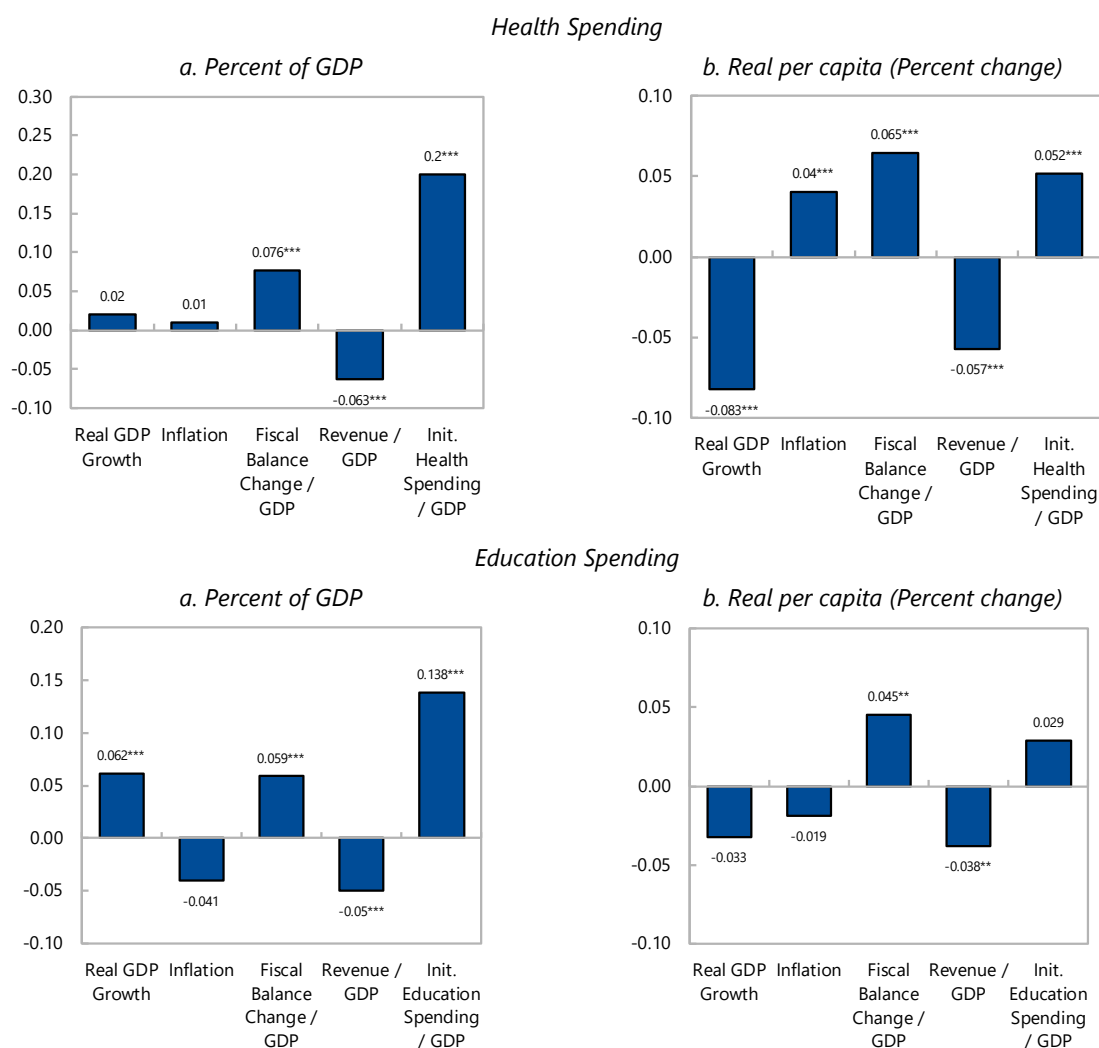 Health Spending
a. Percent of GDP
0.30
0.25
0.20
0.15
0.10
0.05
0.00
-0.05
-0.10
0.02
0.01
0.076***
-0.063***
0.2***
Real GDP
Growth
Inflation
Fiscal
Balance
Change /
GDP
Revenue /
GDP
Init.
Health
Spending
/ GDP
b. Real per capita (Percent change)
0.10
0.05
0.00
-0.05
-0.10
-0.083***
0.04***
0.065***
-0.057***
0.052***
Real GDP
Growth
Inflation
Fiscal
Balance
Change /
GDP
Revenue /
GDP
Init.
Health
Spending
/ GDP
Education Spending
a. Percent of GDP
0.20
0.15
0.10
0.05
0.00
-0.05
-0.10
0.062***
-0.041
0.059***
-0.05***
0.138***
Real GDP
Growth
Inflation
Fiscal
Balance
Change /
GDP
Revenue /
GDP
Init.
Education
Spending
/ GDP
b. Real per capita (Percent change)
0.10
0.05
0.00
-0.05
-0.10
-0.033
-0.019
0.045**
-0.038**
0.029
Real GDP
Growth
Inflation
Fiscal
Balance
Change /
GDP
Revenue /
GDP
Init.
Education
Spending
/ GDP